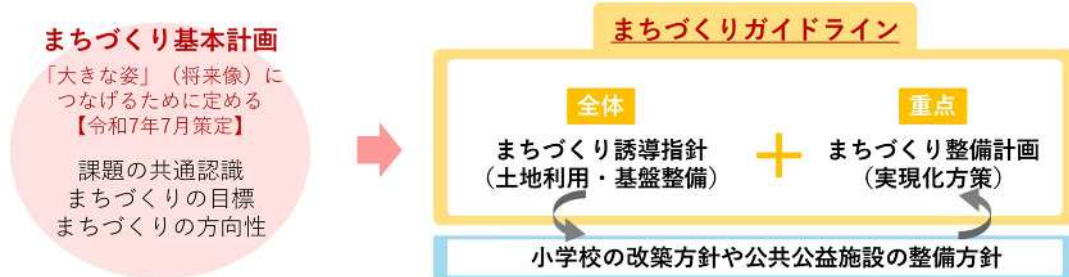 まちづくり基本計画
「大きな姿」（将来像）に
つなげるために定める
【令和7年7月策定】
課題の共通認識
まちづくりの目標
まちづくりの方向性
まちづくりガイドライン
全体
まちづくり誘導指針
（土地利用・基盤整備）
＋
重点
まちづくり整備計画
（実現化方策）
小学校の改築方針や公共公益施設の整備方針